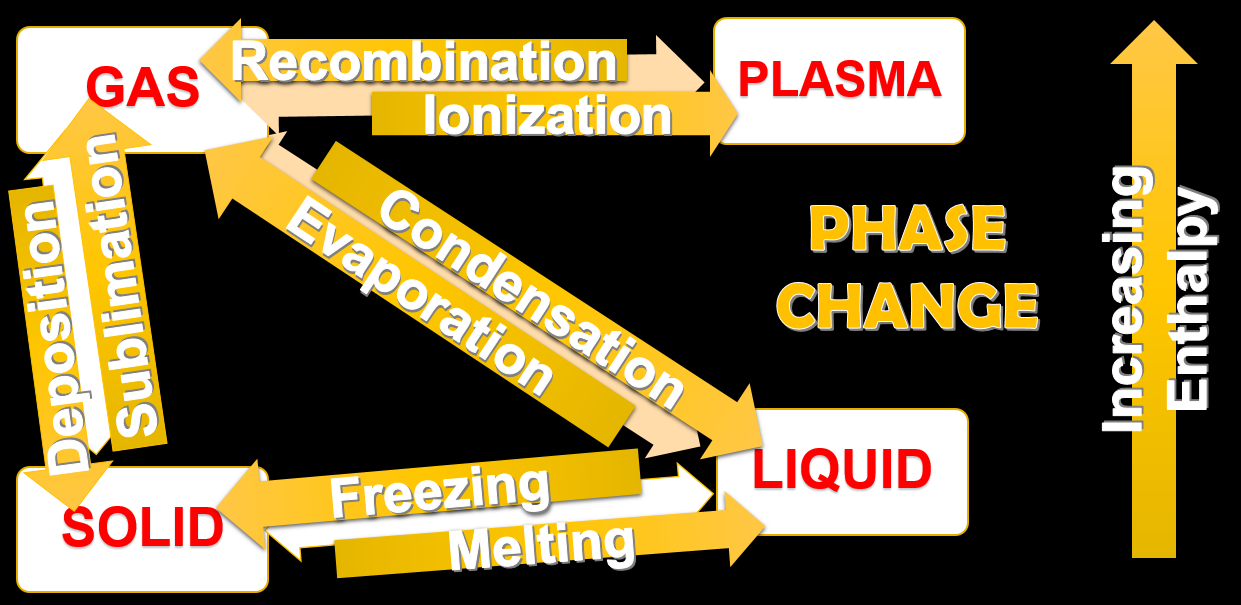 GAS
Recombination
Ionization
PLASMA
Deposition
Sublimation
Condensation
Evaporation
PHASE
CHANGE
Increasing
Enthalpy
SOLID
Freezing
Melting
LIQUID